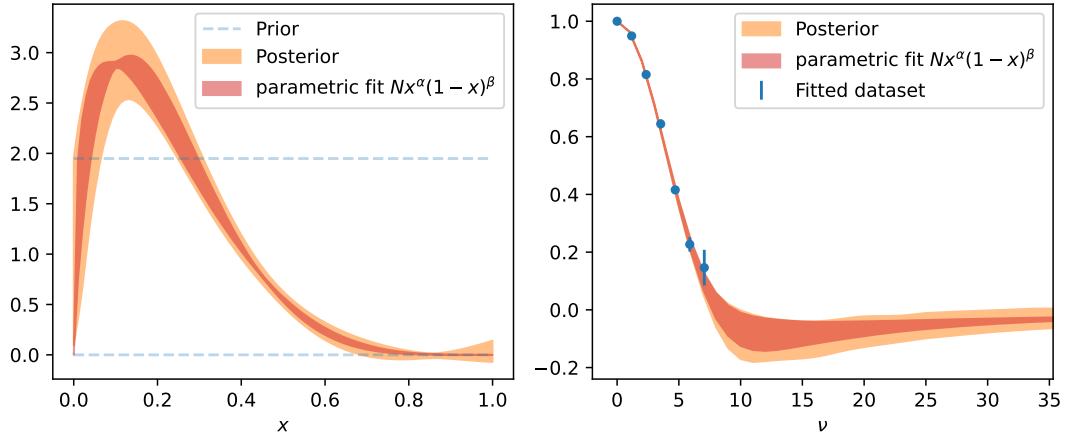 Prior
Posterior
parametric fit Nx^α(1 − x)^β
3.0
2.5
2.0
1.5
1.0
0.5
0.0
0.0 0.2 0.4 0.6 0.8 1.0
x
Posterior
parametric fit Nx^α(1 − x)^β
Fitted dataset
1.0
0.8
0.6
0.4
0.2
0.0
−0.2
0 5 10 15 20 25 30 35
ν